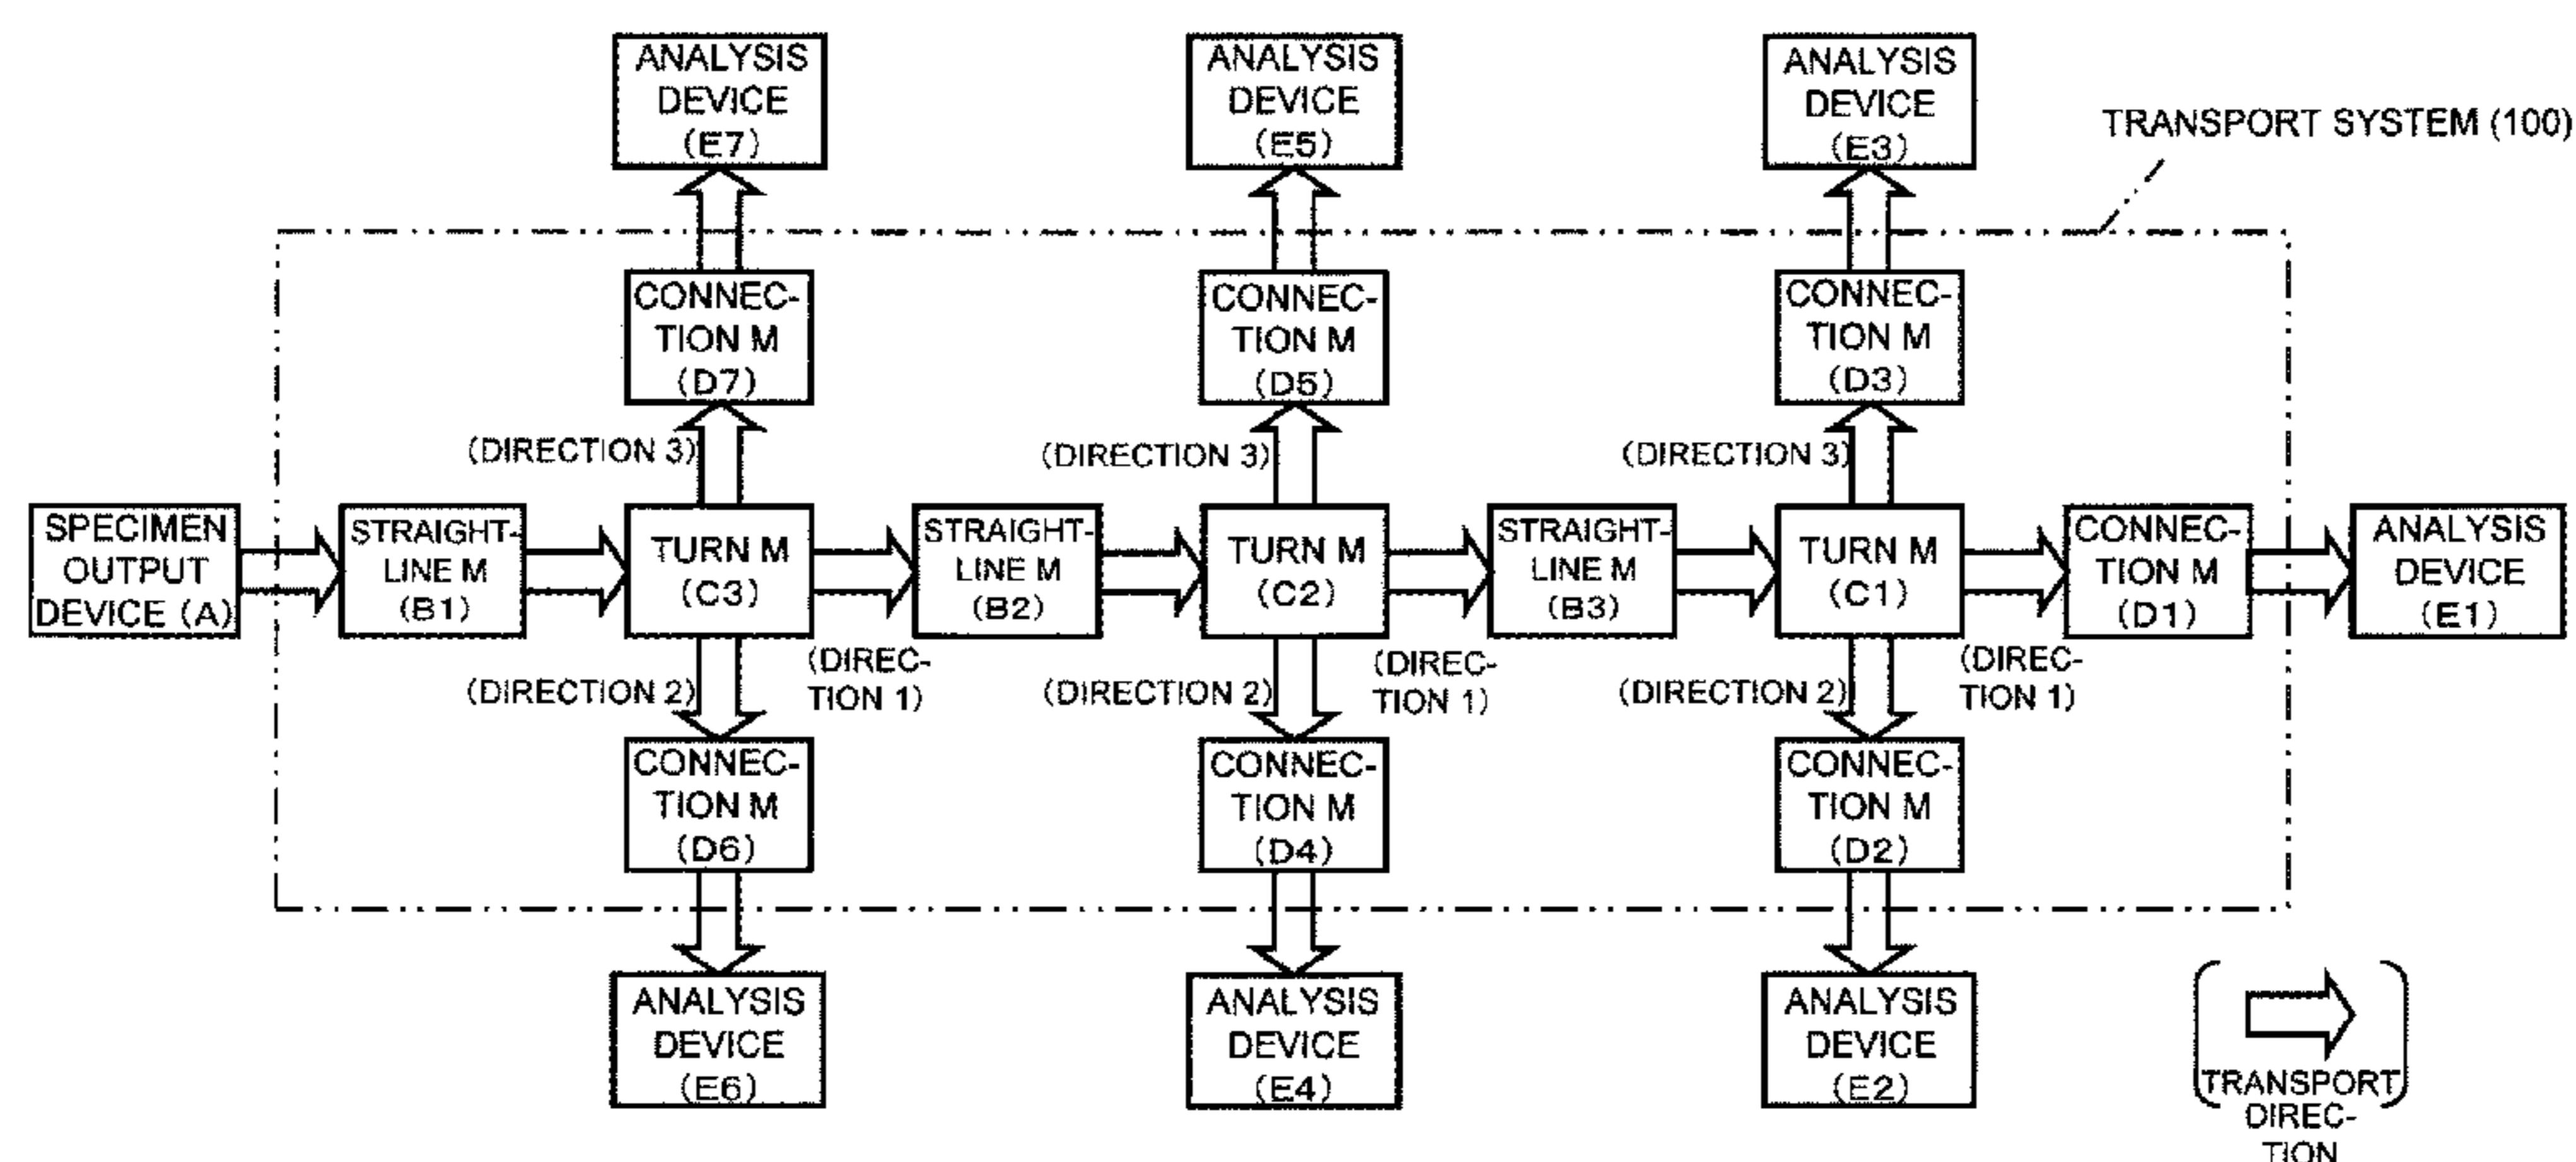 ANALYSIS
DEVICE
(E7)
ANALYSIS
DEVICE
(E5)
ANALYSIS
DEVICE
(E3)
TRANSPORT SYSTEM (100)
CONNEC-
TION M
(D7)
CONNEC-
TION M
(D5)
CONNEC-
TION M
(D3)
(DIRECTION 3)
(DIRECTION 3)
(DIRECTION 3)
SPECIMEN
OUTPUT
DEVICE (A)
STRAIGHT-
LINE M
(B1)
TURN M
(C3)
STRAIGHT-
LINE M
(B2)
TURN M
(C2)
STRAIGHT-
LINE M
(B3)
TURN M
(C1)
CONNEC-
TION M
(D1)
ANALYSIS
DEVICE
(E1)
(DIRECTION 2)
(DIREC-
TION 1)
(DIRECTION 2)
(DIREC-
TION 1)
(DIRECTION 2)
(DIREC-
TION 1)
CONNEC-
TION M
(D6)
CONNEC-
TION M
(D4)
CONNEC-
TION M
(D2)
ANALYSIS
DEVICE
(E6)
ANALYSIS
DEVICE
(E4)
ANALYSIS
DEVICE
(E2)
TRANSPORT
DIREC-
TION